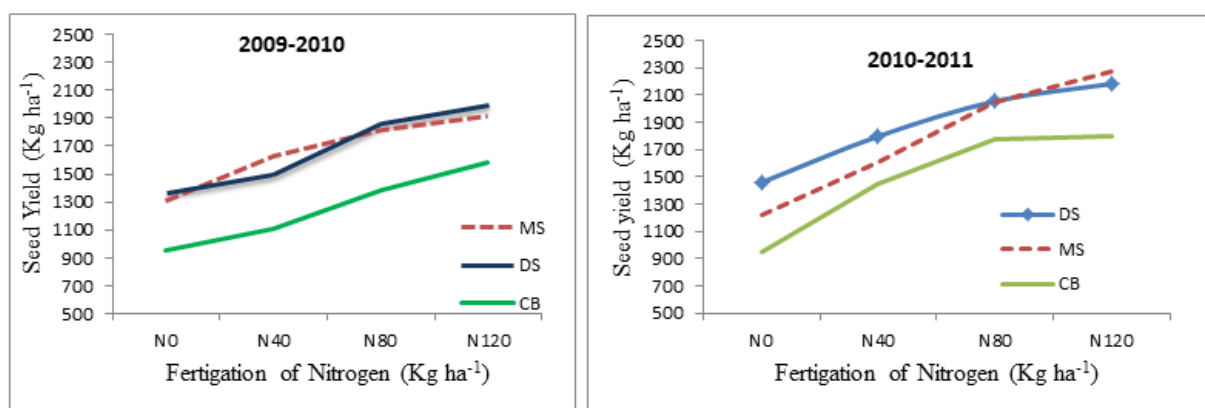 2009-2010
Seed Yield (Kg ha-1)
2500
2300
2100
1900
1700
1500
1300
1100
900
700
500
MS
DS
CB
N0 N40 N80 N120
Fertigation of Nitrogen (Kg ha-1)
2010-2011
Seed yield (Kg ha-1)
2500
2300
2100
1900
1700
1500
1300
1100
900
700
500
DS
MS
CB
N0 N40 N80 N120
Fertigation of Nitrogen (Kg ha-1)